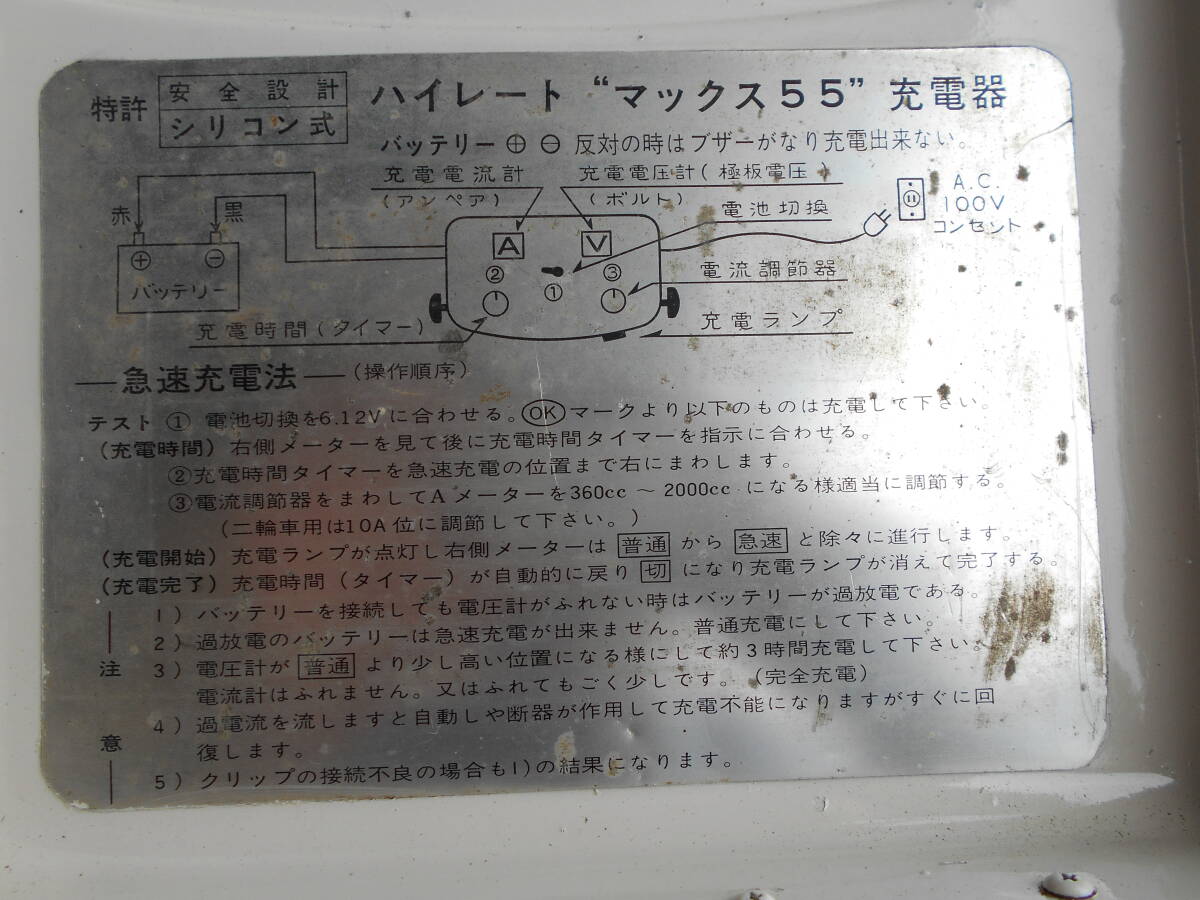 特許 安全設計 シリコン式 ハイレート “マックス55” 充電器
バッテリー ⊕ ⊖ 反対の時はブザーがなり充電出来ない。
充電電流計
(アンペア)
充電電圧計(極板電圧)
(ボルト)
電池切換
A.C.
100V
コンセント
赤
黒
⊕ ⊖
バッテリー
A
V
②
①
③
電流調節器
充電時間(タイマー)
充電ランプ
—急速充電法—(操作順序)
テスト ① 電池切換を6.12Vに合わせる。OKマークより以下のものは充電して下さい。
(充電時間) 右側メーターを見て後に充電時間タイマーを指示に合わせる。
②充電時間タイマーを急速充電の位置まで右にまわします。
③電流調節器をまわしてAメーターを360cc ~ 2000cc になる様適当に調節する。
(二輪車用は10A位に調節して下さい。)
(充電開始) 充電ランプが点灯し右側メーターは 普通 から 急速 と除々に進行します。
(充電完了) 充電時間(タイマー)が自動的に戻り 切 になり充電ランプが消えて完了する。
注意
1) バッテリーを接続しても電圧計がふれない時はバッテリーが過放電である。
2) 過放電のバッテリーは急速充電が出来ません。普通充電にして下さい。
3) 電圧計が 普通 より少し高い位置になる様にして約3時間充電して下さい。
電流計はふれません。又はふれてもごく少しです。(完全充電)
4) 過電流を流しますと自動しや断器が作用して充電不能になりますがすぐに回
復します。
5) クリップの接続不良の場合も1)の結果になります。